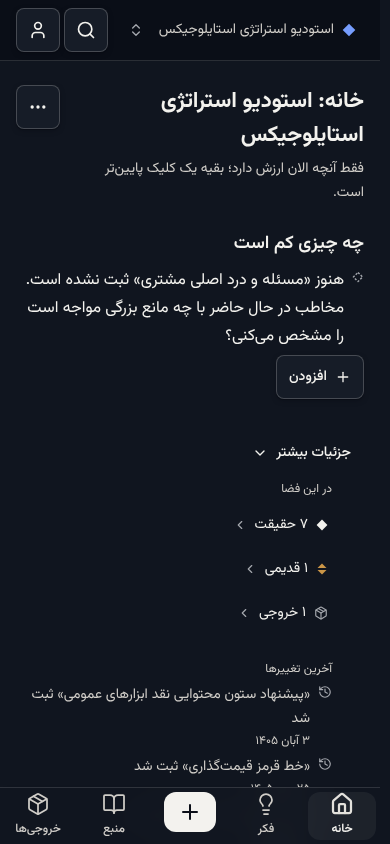 استودیو استراتژی استایلوجیکس
خانه: استودیو استراتژی
استایلوجیکس
فقط آنچه الان ارزش دارد؛ بقیه یک کلیک پایین‌تر
است.
چه چیزی کم است
هنوز «مسئله و درد اصلی مشتری» ثبت نشده است.
مخاطب در حال حاضر با چه مانع بزرگی مواجه است
را مشخص می‌کنی؟
افزودن
جزئیات بیشتر
در این فضا
۷ حقیقت
۱ قدیمی
۱ خروجی
آخرین تغییرها
«پیشنهاد ستون محتوایی نقد ابزارهای عمومی» ثبت
شد
۳ آبان ۱۴۰۵
«خط قرمز قیمت‌گذاری» ثبت شد
خانه
فکر
منبع
خروجی‌ها